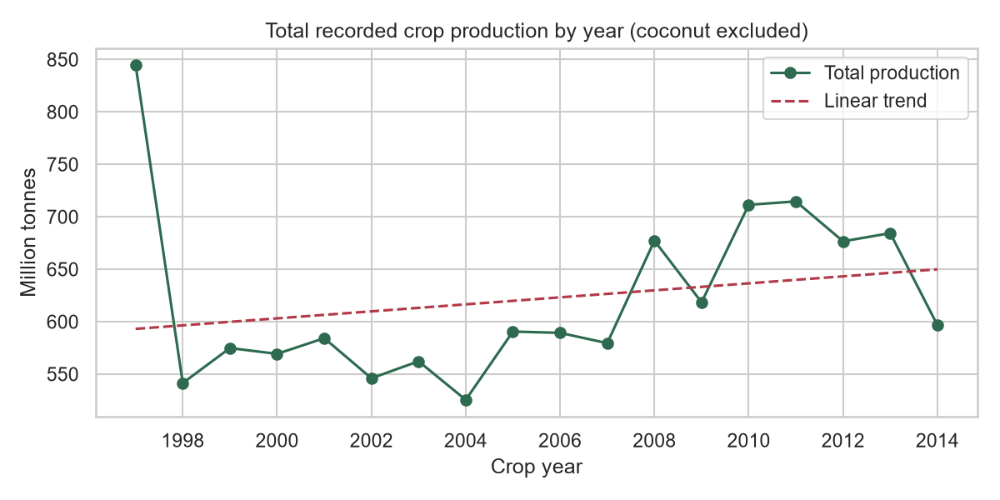 Total recorded crop production by year (coconut excluded)
850
800
750
700
650
600
550
Million tonnes
Total production
Linear trend
1998 2000 2002 2004 2006 2008 2010 2012 2014
Crop year